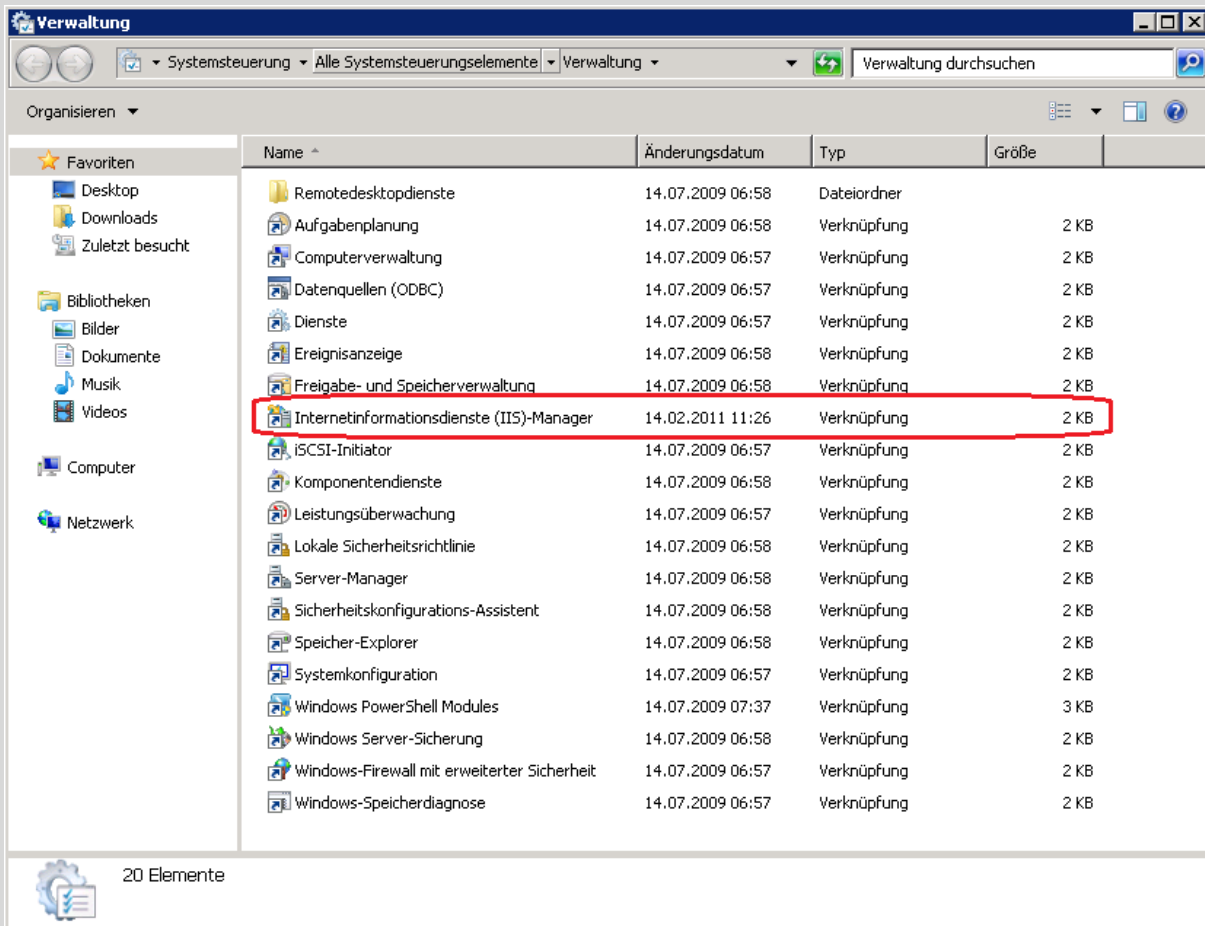 Verwaltung
Systemsteuerung Alle Systemsteuerungselemente Verwaltung Verwaltung durchsuchen
Organisieren
Favoriten
Desktop
Downloads
Zuletzt besucht
Bibliotheken
Bilder
Dokumente
Musik
Videos
Computer
Netzwerk
Name Änderungsdatum Typ Größe
Remotedesktopdienste 14.07.2009 06:58 Dateiordner
Aufgabenplanung 14.07.2009 06:58 Verknüpfung 2 KB
Computerverwaltung 14.07.2009 06:57 Verknüpfung 2 KB
Datenquellen (ODBC) 14.07.2009 06:57 Verknüpfung 2 KB
Dienste 14.07.2009 06:57 Verknüpfung 2 KB
Ereignisanzeige 14.07.2009 06:58 Verknüpfung 2 KB
Freigabe- und Speicherverwaltung 14.07.2009 06:58 Verknüpfung 2 KB
Internetinformationsdienste (IIS)-Manager 14.02.2011 11:26 Verknüpfung 2 KB
iSCSI-Initiator 14.07.2009 06:58 Verknüpfung 2 KB
Komponentendienste 14.07.2009 06:58 Verknüpfung 2 KB
Leistungsüberwachung 14.07.2009 06:57 Verknüpfung 2 KB
Lokale Sicherheitsrichtlinie 14.07.2009 06:58 Verknüpfung 2 KB
Server-Manager 14.07.2009 06:58 Verknüpfung 2 KB
Sicherheitskonfigurations-Assistent 14.07.2009 06:58 Verknüpfung 2 KB
Speicher-Explorer 14.07.2009 06:58 Verknüpfung 2 KB
Systemkonfiguration 14.07.2009 06:57 Verknüpfung 2 KB
Windows PowerShell Modules 14.07.2009 07:37 Verknüpfung 3 KB
Windows Server-Sicherung 14.07.2009 06:58 Verknüpfung 2 KB
Windows-Firewall mit erweiterter Sicherheit 14.07.2009 06:57 Verknüpfung 2 KB
Windows-Speicherdiagnose 14.07.2009 06:57 Verknüpfung 2 KB
20 Elemente